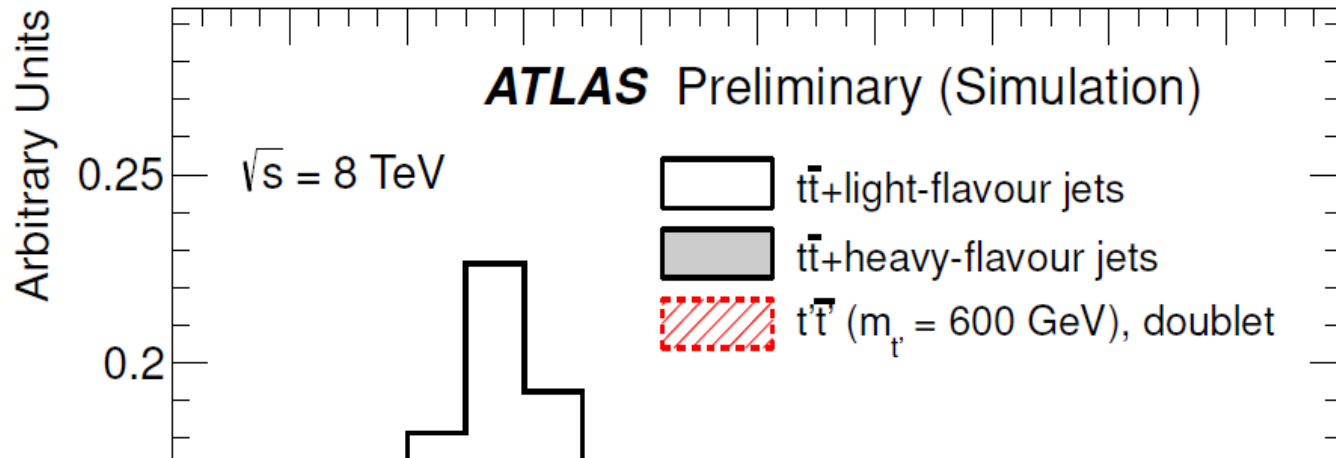 Arbitrary Units
ATLAS Preliminary (Simulation)
0.25
√s = 8 TeV
tt̄+light-flavour jets
tt̄+heavy-flavour jets
t't̄' (m_t' = 600 GeV), doublet
0.2